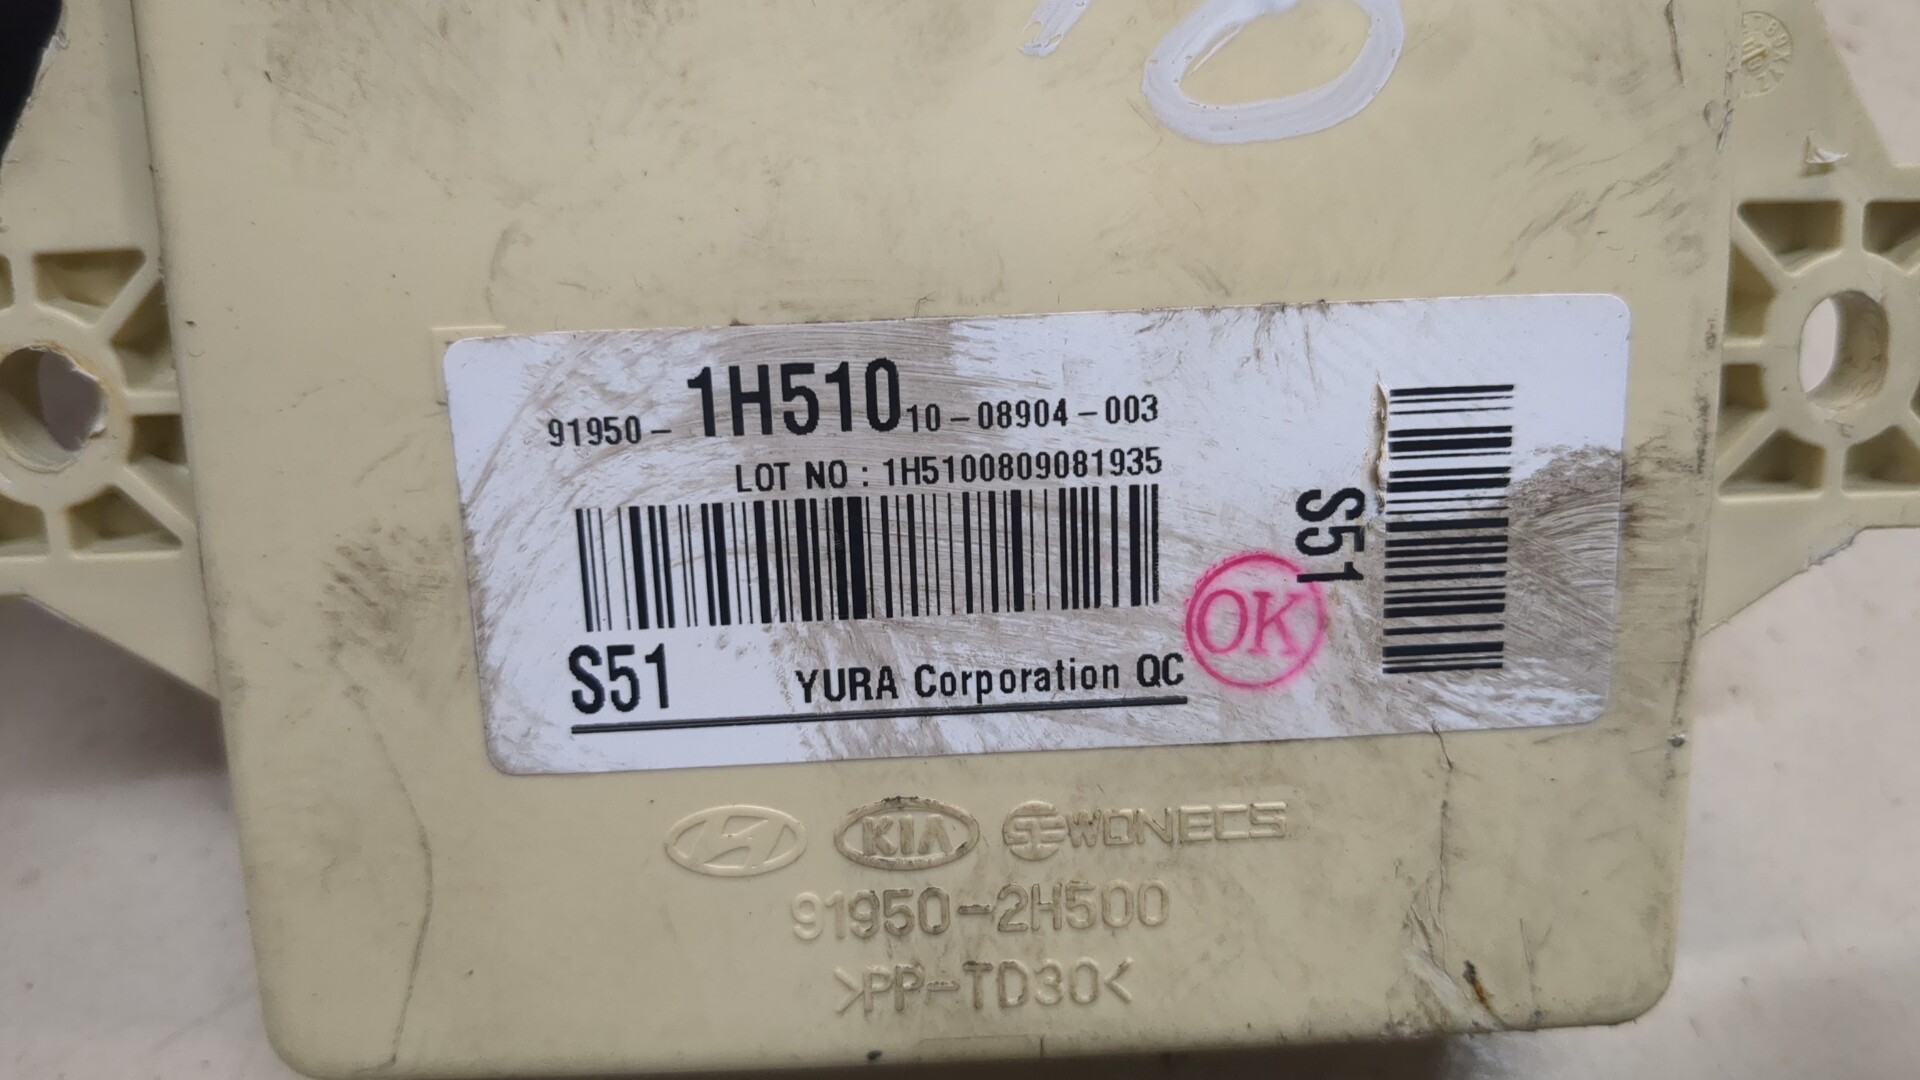 91950-1H510 10-08904-003
LOT NO : 1H5100809081935
S51
S51
YURA Corporation QC
OK
KIA SEWONECS
91950-2H500
>PP-TD30<